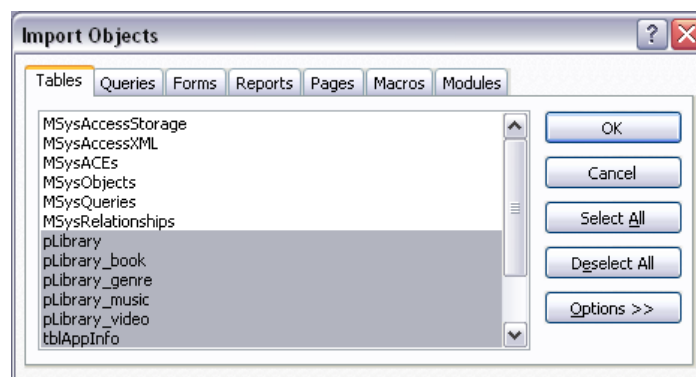 Import Objects
Tables Queries Forms Reports Pages Macros Modules
MSysAccessStorage
MSysAccessXML
MSysACEs
MSysObjects
MSysQueries
MSysRelationships
pLibrary
pLibrary_book
pLibrary_genre
pLibrary_music
pLibrary_video
tblAppInfo
OK
Cancel
Select All
Deselect All
Options >>